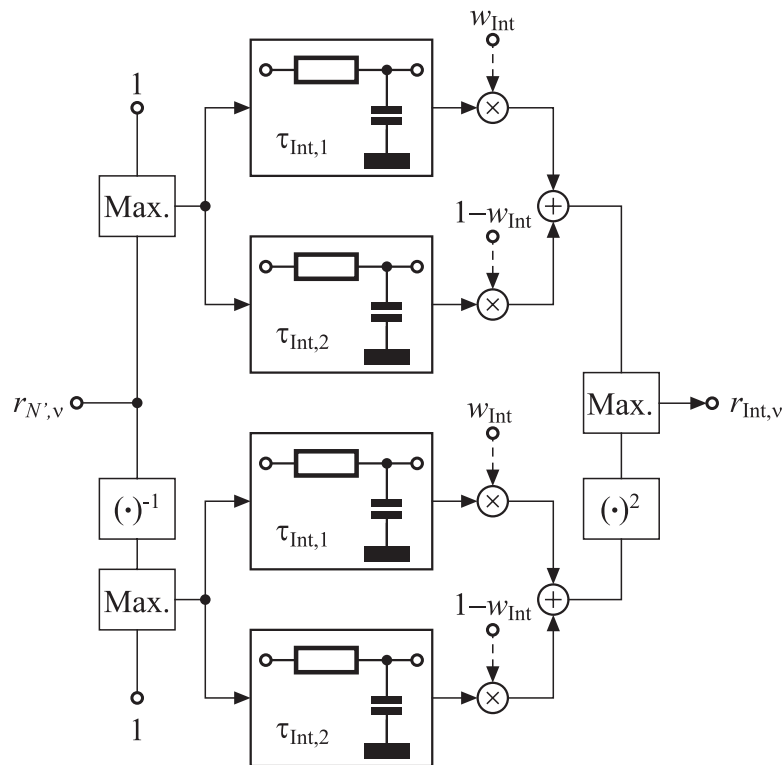 w_Int
1
τ_Int,1
×
Max.
+
1−w_Int
τ_Int,2
×
r_N',ν
w_Int
Max.
r_Int,ν
(·)^-1
τ_Int,1
×
(·)^2
Max.
1−w_Int
+
1
τ_Int,2
×